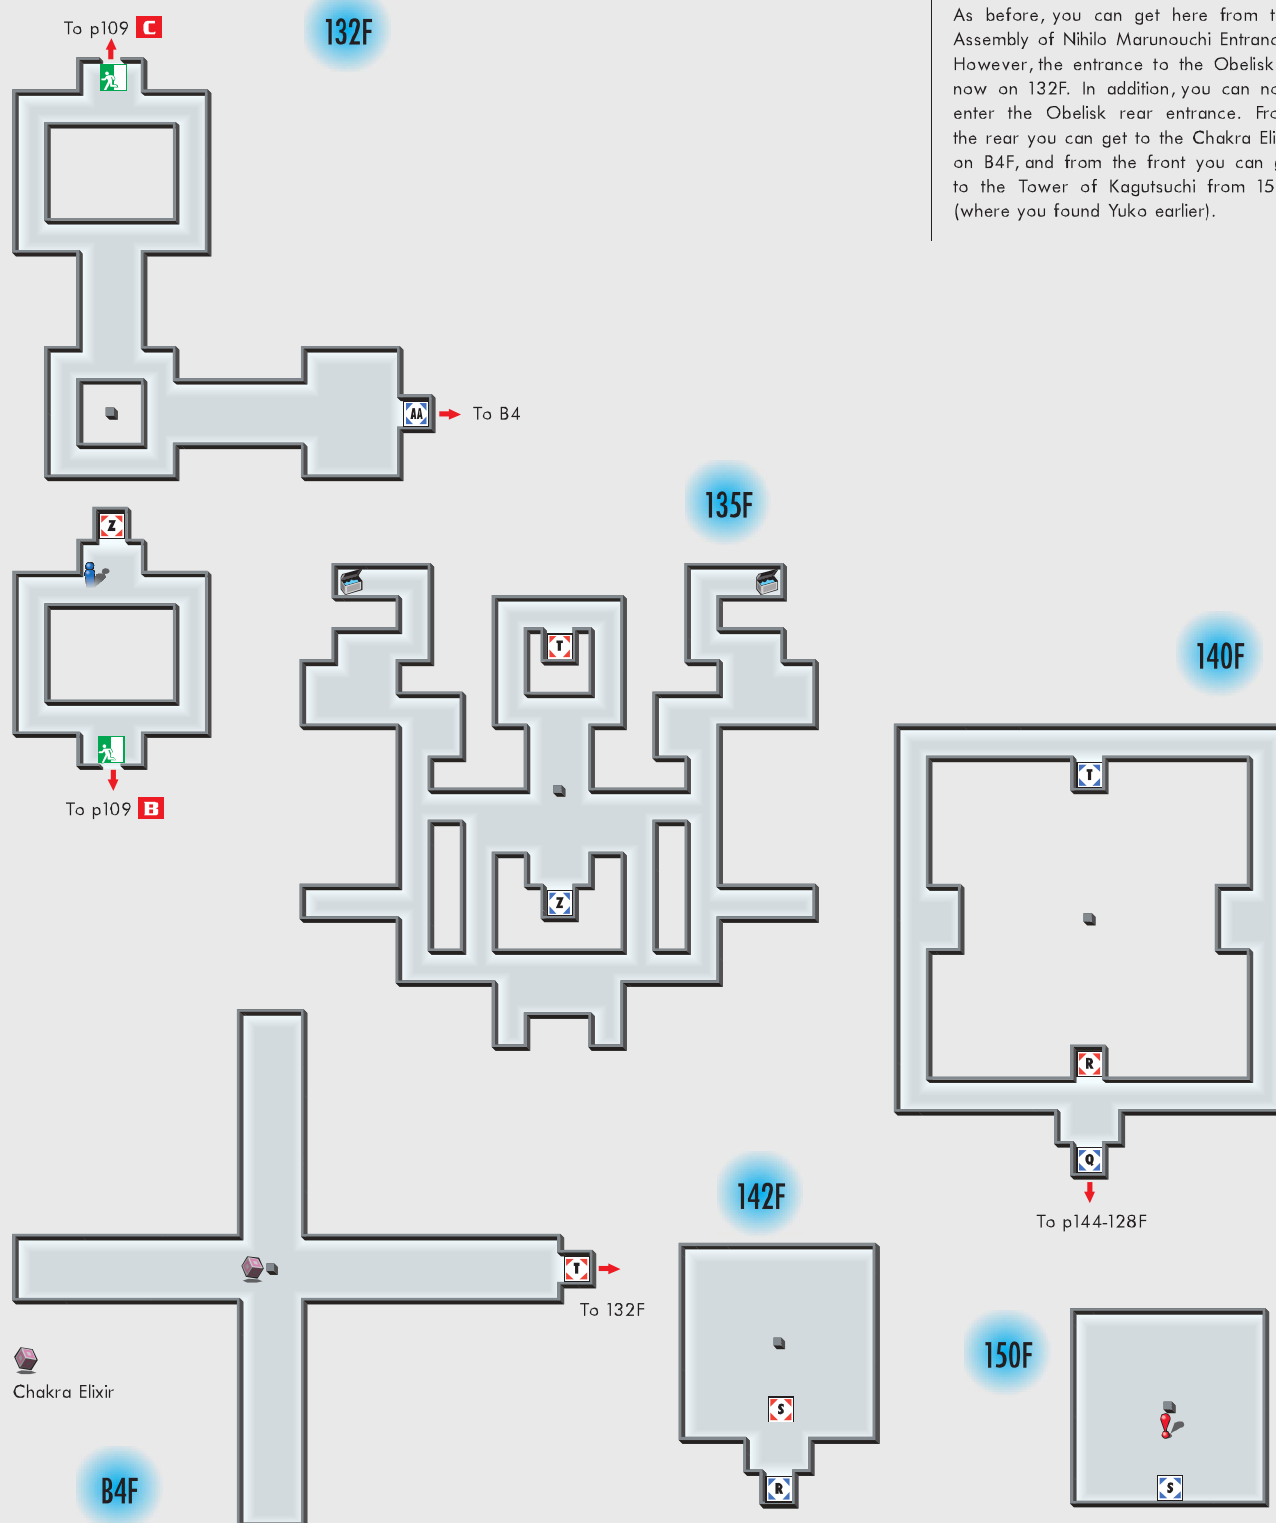 To p109 C
132F
As before, you can get here from
Assembly of Nihilo Marunouchi
However, the entrance to the Obelisk
now on 132F. In addition, you can
enter the Obelisk rear entrance.
the rear you can get to the Chakra
on B4F, and from the front you can
to the Tower of Kagutsuchi from
(where you found Yuko earlier).
AA
To B4
Z
135F
T
140F
T
To p109 B
Z
R
Q
To p144-128F
142F
T
To 132F
150F
Chakra Elixir
S
B4F
R
S